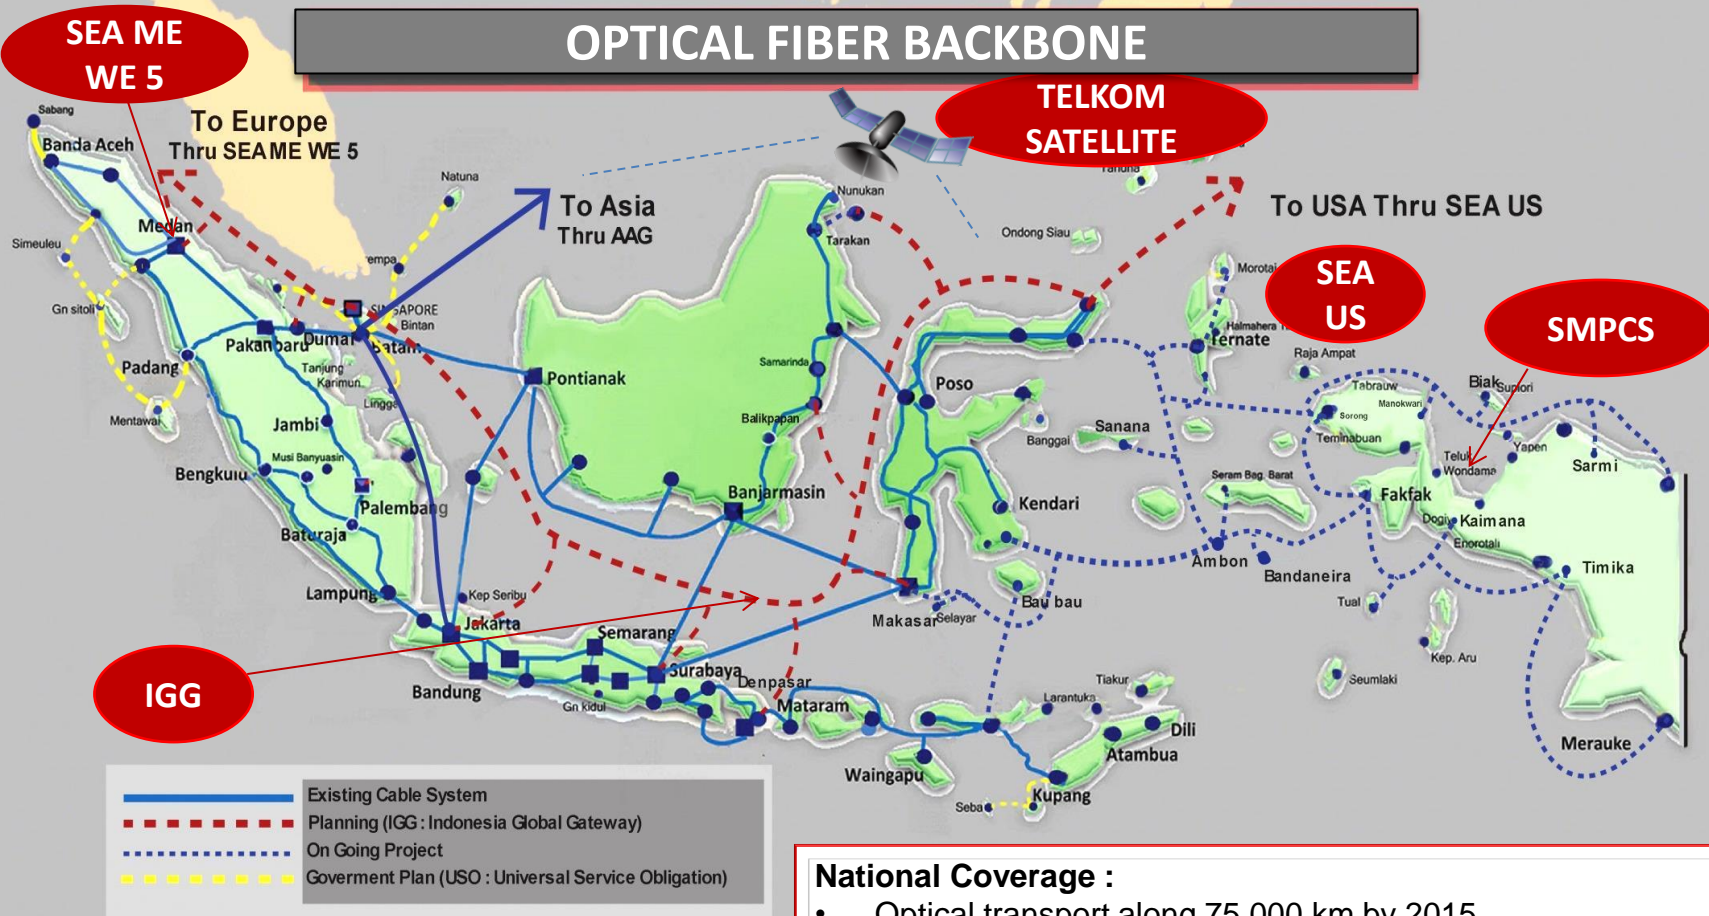 OPTICAL FIBER BACKBONE
SEA ME
WE 5
TELKOM
SATELLITE
Sabang
To Europe
Thru SEAME WE 5
Banda Aceh
Natuna
Nunukan
To Asia
Thru AAG
To USA Thru SEA US
Medan
Simeuleu
Tarakan
Ondong Siau
Morotai
SEA
US
Gn sitoli
Bintan
SMPCS
Pakanbaru
Dumai
Batam
Halmahera
Ternate
Padang
Tanjung
Karimun
Pontianak
Samarinda
Poso
Raja Ampat
Tabrauw
Biak
Supiori
Mentawai
Lingga
Manokwari
Sorong
Jambi
Balikpapan
Banggai
Sanana
Teminabuan
Yapen
Musi Banyuasin
Teluk
Wondama
Sarmi
Bengkulu
Seram Bag. Barat
Banjarmasin
Fakfak
Palembang
Kendari
Dogiy
Kaimana
Baturaja
Enorotali
Ambon
Bandaneira
Timika
Lampung
Kep Seribu
Bau bau
Tual
Makasar
Selayar
Jakarta
Semarang
Kep. Aru
IGG
Surabaya
Denpasar
Bandung
Gn kidul
Mataram
Tiakur
Larantuka
Seumlaki
Dili
Merauke
Atambua
Waingapu
Kupang
Seba
Existing Cable System
Planning (IGG : Indonesia Global Gateway)
On Going Project
Goverment Plan (USO : Universal Service Obligation)
National Coverage :
• Optical transport along 75.000 km by 2015